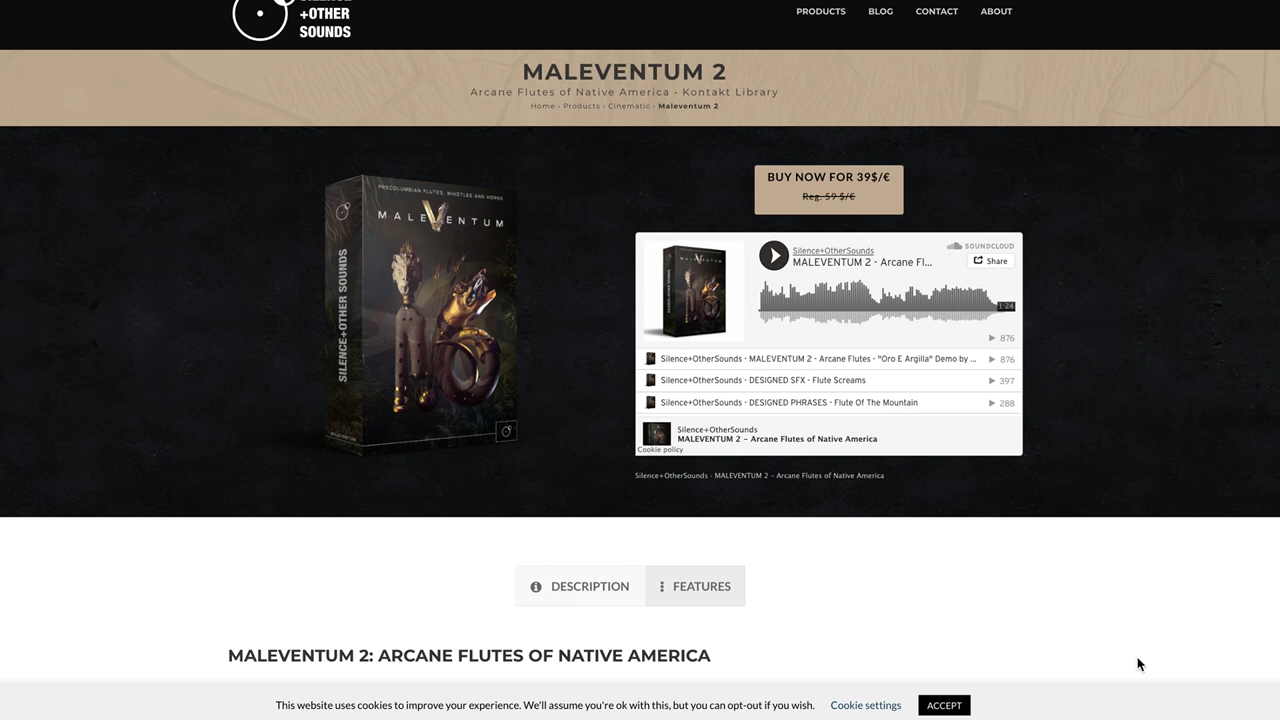 SILENCE
+OTHER
SOUNDS
PRODUCTS BLOG CONTACT ABOUT
MALEVENTUM 2
Arcane Flutes of Native America • Kontakt Library
Home › Products › Cinematic › Maleventum 2
PRECOLUMBIAN FLUTES, WHISTLES AND HORNS
MALEVENTUM
SILENCE+OTHER SOUNDS
MALEVENTUM
BUY NOW FOR 39$/€
Reg. 59 $/€
Silence+OtherSounds
MALEVENTUM 2 - Arcane Fl...
SOUNDCLOUD
Share
1:24
876
Silence+OtherSounds - MALEVENTUM 2 - Arcane Flutes - "Oro E Argilla" Demo by ... 876
Silence+OtherSounds - DESIGNED SFX - Flute Screams 397
Silence+OtherSounds - DESIGNED PHRASES - Flute Of The Mountain 288
Silence+OtherSounds
MALEVENTUM 2 – Arcane Flutes of Native America
Cookie policy
Silence+OtherSounds · MALEVENTUM 2 – Arcane Flutes of Native America
DESCRIPTION FEATURES
MALEVENTUM 2: ARCANE FLUTES OF NATIVE AMERICA
This website uses cookies to improve your experience. We'll assume you're ok with this, but you can opt-out if you wish. Cookie settings ACCEPT